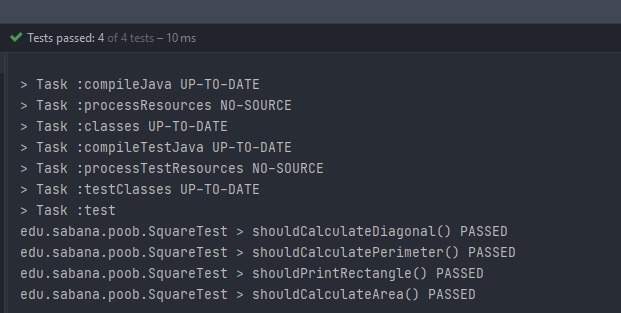 Tests passed: 4 of 4 tests – 10 ms
> Task :compileJava UP-TO-DATE
> Task :processResources NO-SOURCE
> Task :classes UP-TO-DATE
> Task :compileTestJava UP-TO-DATE
> Task :processTestResources NO-SOURCE
> Task :testClasses UP-TO-DATE
> Task :test
edu.sabana.poob.SquareTest > shouldCalculateDiagonal() PASSED
edu.sabana.poob.SquareTest > shouldCalculatePerimeter() PASSED
edu.sabana.poob.SquareTest > shouldPrintRectangle() PASSED
edu.sabana.poob.SquareTest > shouldCalculateArea() PASSED